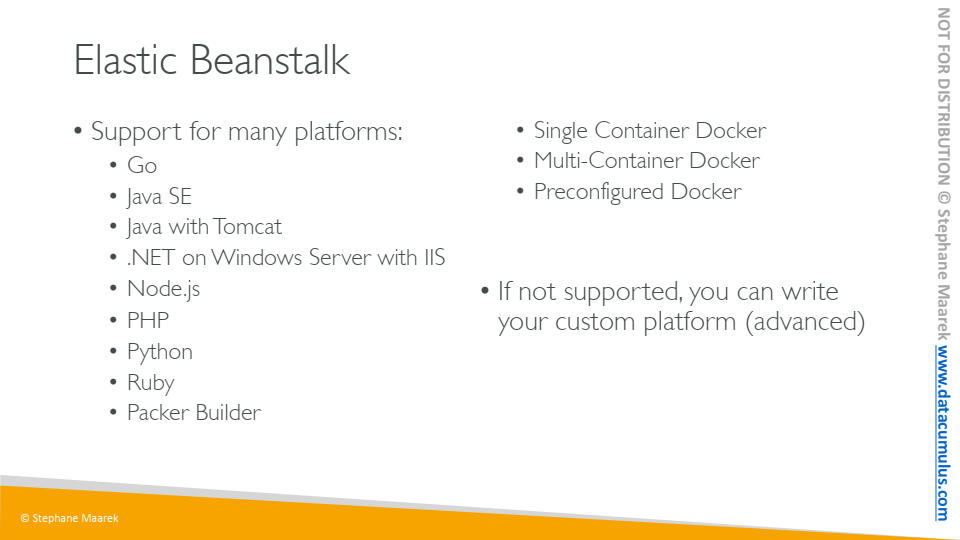 Elastic Beanstalk
• Support for many platforms:
• Go
• Java SE
• Java with Tomcat
• .NET on Windows Server with IIS
• Node.js
• PHP
• Python
• Ruby
• Packer Builder
• Single Container Docker
• Multi-Container Docker
• Preconfigured Docker
• If not supported, you can write
your custom platform (advanced)
© Stephane Maarek
NOT FOR DISTRIBUTION © Stephane Maarek www.datacumulus.com